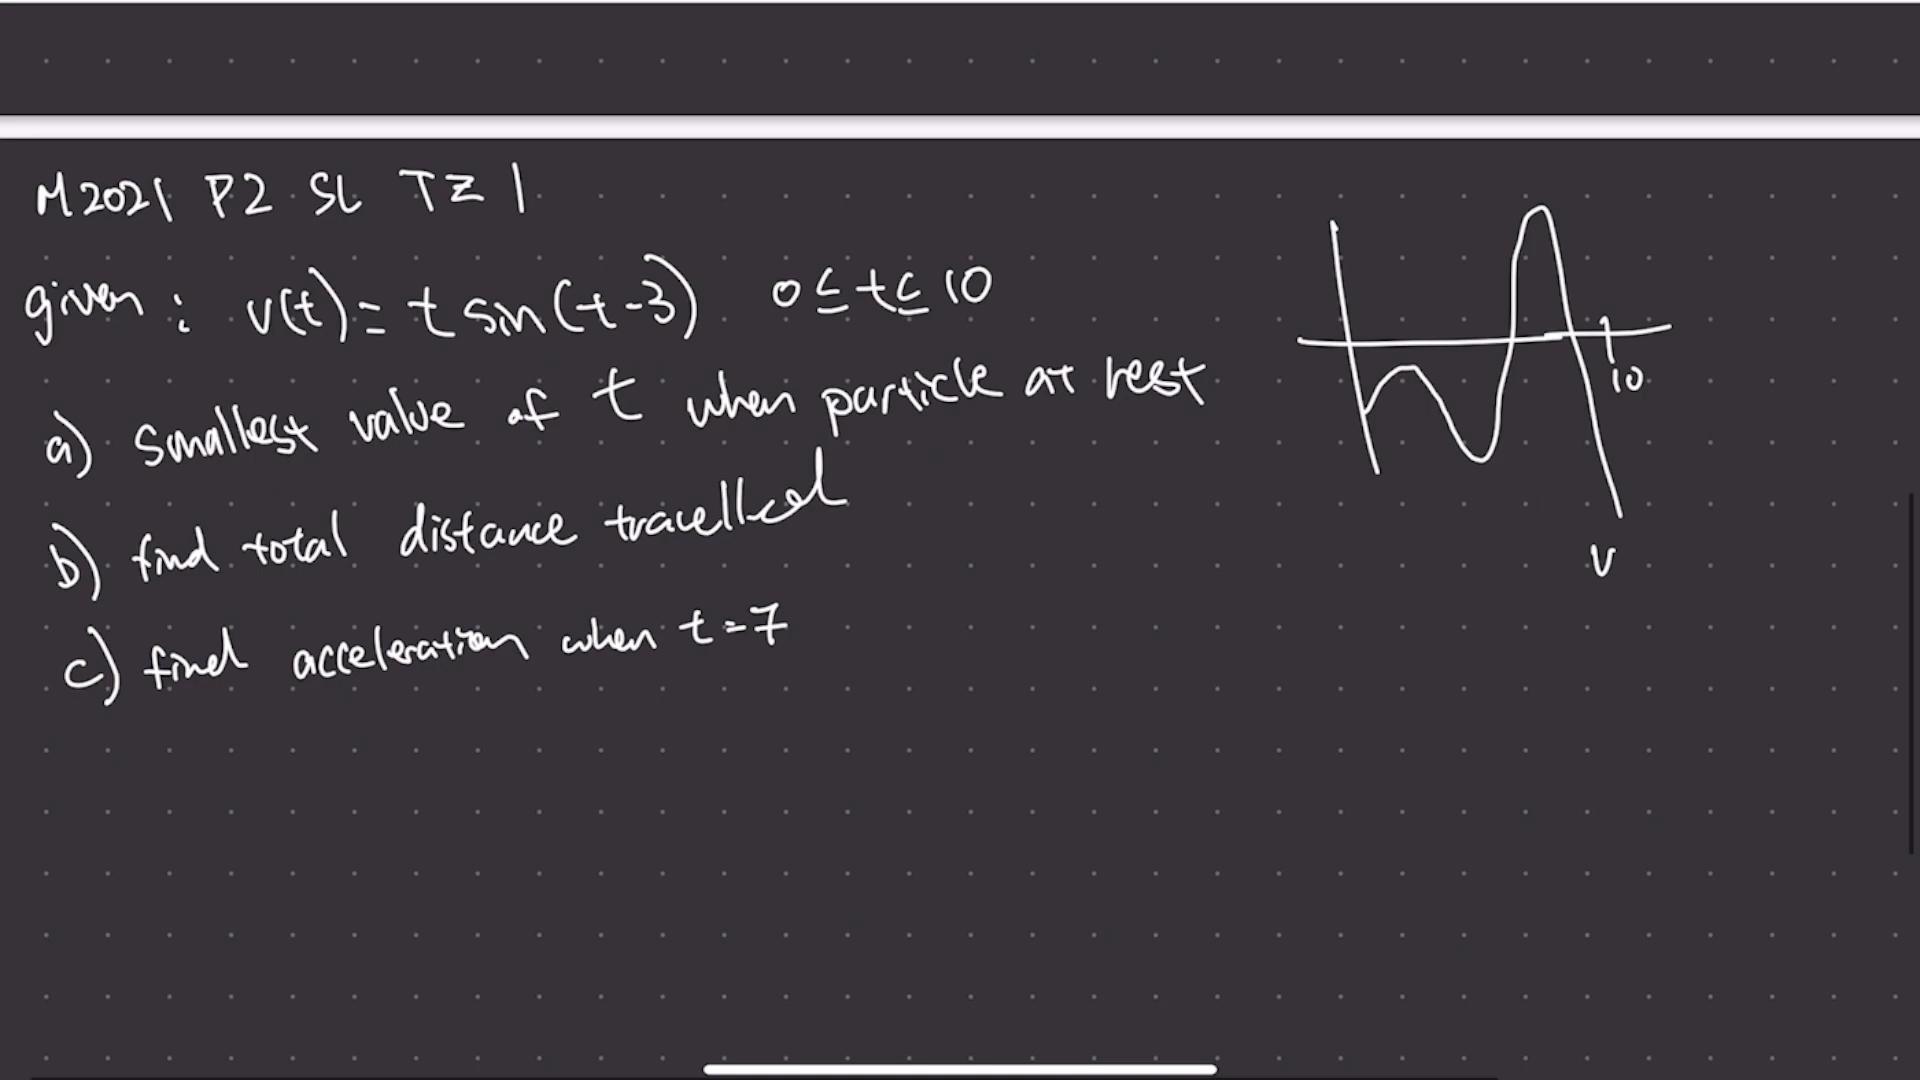 M2021 P2 SL TZ 1
given : v(t) = t sin(t-3) 0 ≤ t ≤ 10
a) smallest value of t when particle at rest
b) find total distance travelled
c) find acceleration when t=7
10
v